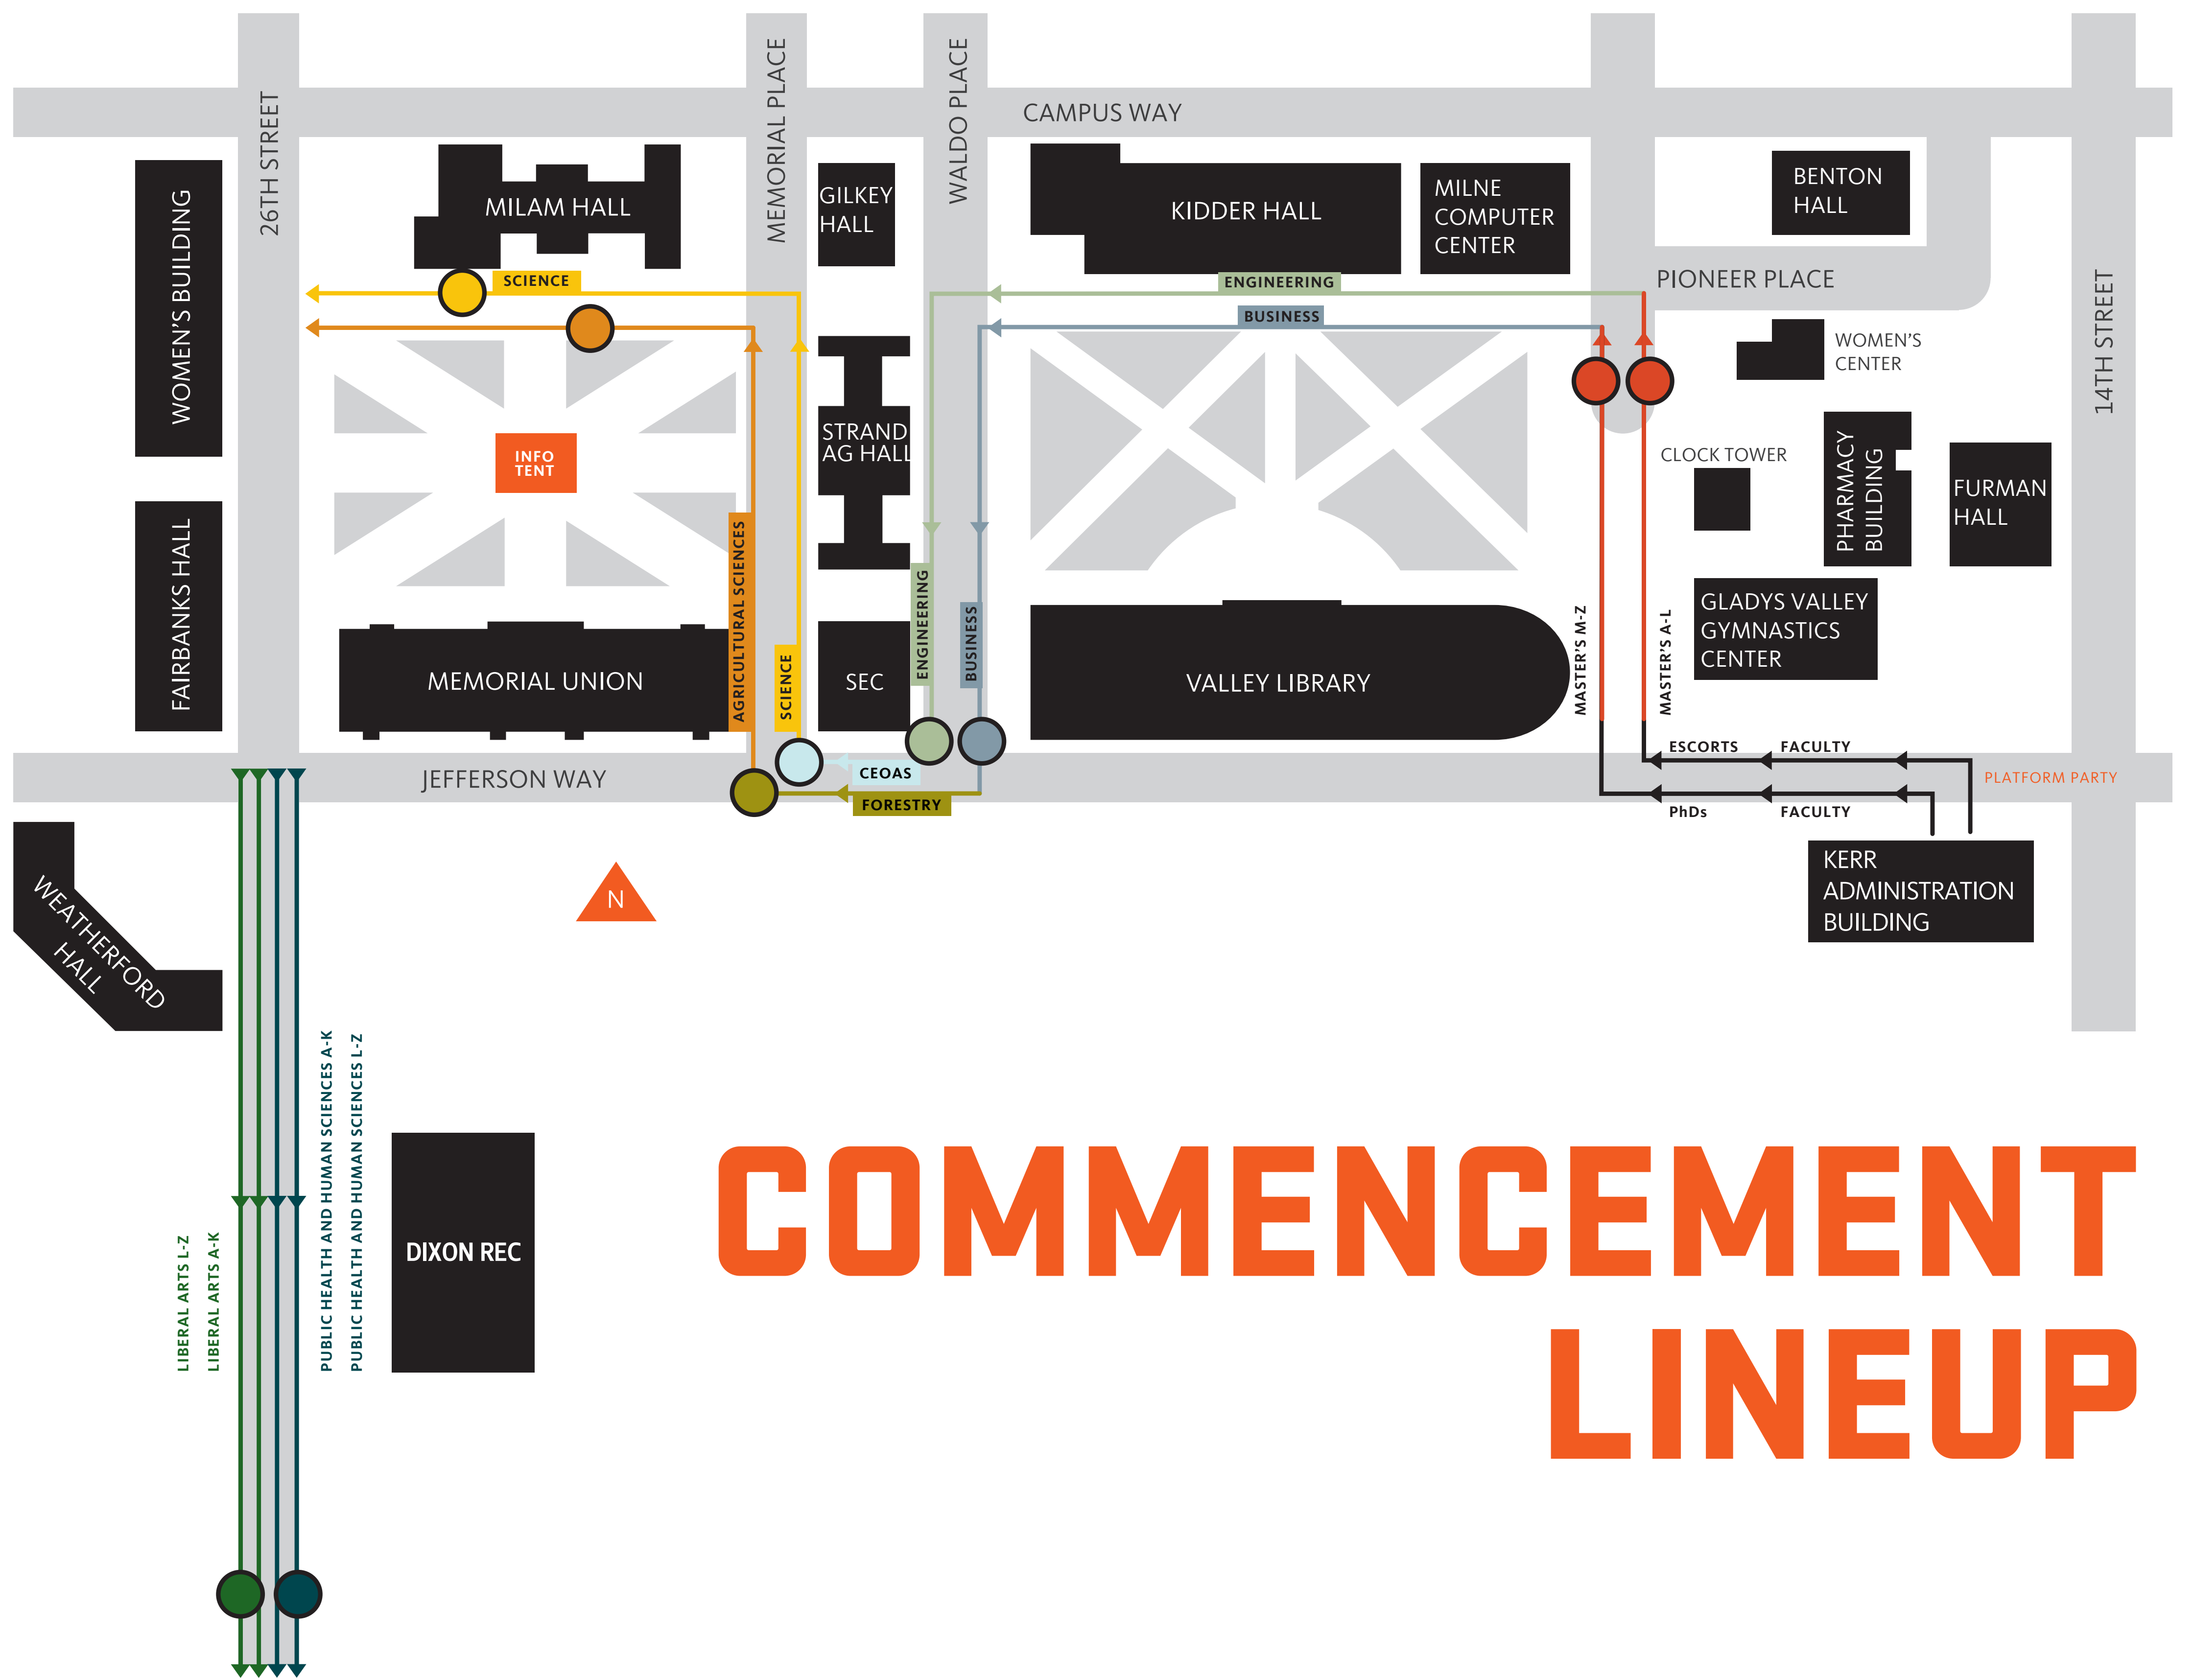 26TH STREET
MEMORIAL PLACE
WALDO PLACE
CAMPUS WAY
WOMEN'S BUILDING
MILAM HALL
GILKEY
HALL
KIDDER HALL
MILNE
COMPUTER
CENTER
BENTON
HALL
PIONEER PLACE
14TH STREET
SCIENCE
ENGINEERING
BUSINESS
WOMEN'S
CENTER
INFO
TENT
STRAND
AG HALL
CLOCK TOWER
PHARMACY
BUILDING
FURMAN
HALL
FAIRBANKS HALL
AGRICULTURAL SCIENCES
SCIENCE
ENGINEERING
BUSINESS
MEMORIAL UNION
SEC
VALLEY LIBRARY
MASTER'S M-Z
MASTER'S A-L
GLADYS VALLEY
GYMNASTICS
CENTER
JEFFERSON WAY
CEOAS
FORESTRY
ESCORTS
FACULTY
PLATFORM PARTY
PhDs
FACULTY
WEATHERFORD
HALL
N
KERR
ADMINISTRATION
BUILDING
LIBERAL ARTS L-Z
LIBERAL ARTS A-K
PUBLIC HEALTH AND HUMAN SCIENCES A-K
PUBLIC HEALTH AND HUMAN SCIENCES L-Z
DIXON REC
COMMENCEMENT
LINEUP